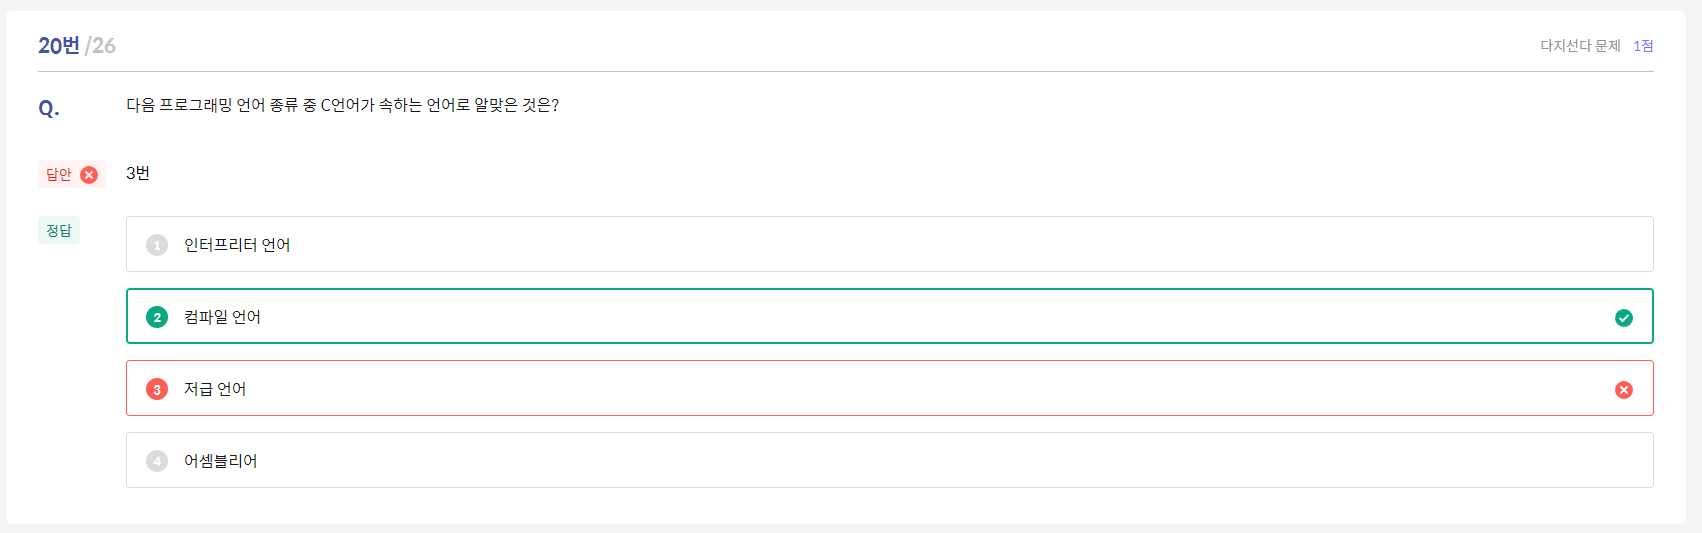 20번 /26
다지선다 문제 1점
Q. 다음 프로그래밍 언어 종류 중 C언어가 속하는 언어로 알맞은 것은?
답안 3번
정답
1 인터프리터 언어
2 컴파일 언어
3 저급 언어
4 어셈블리어